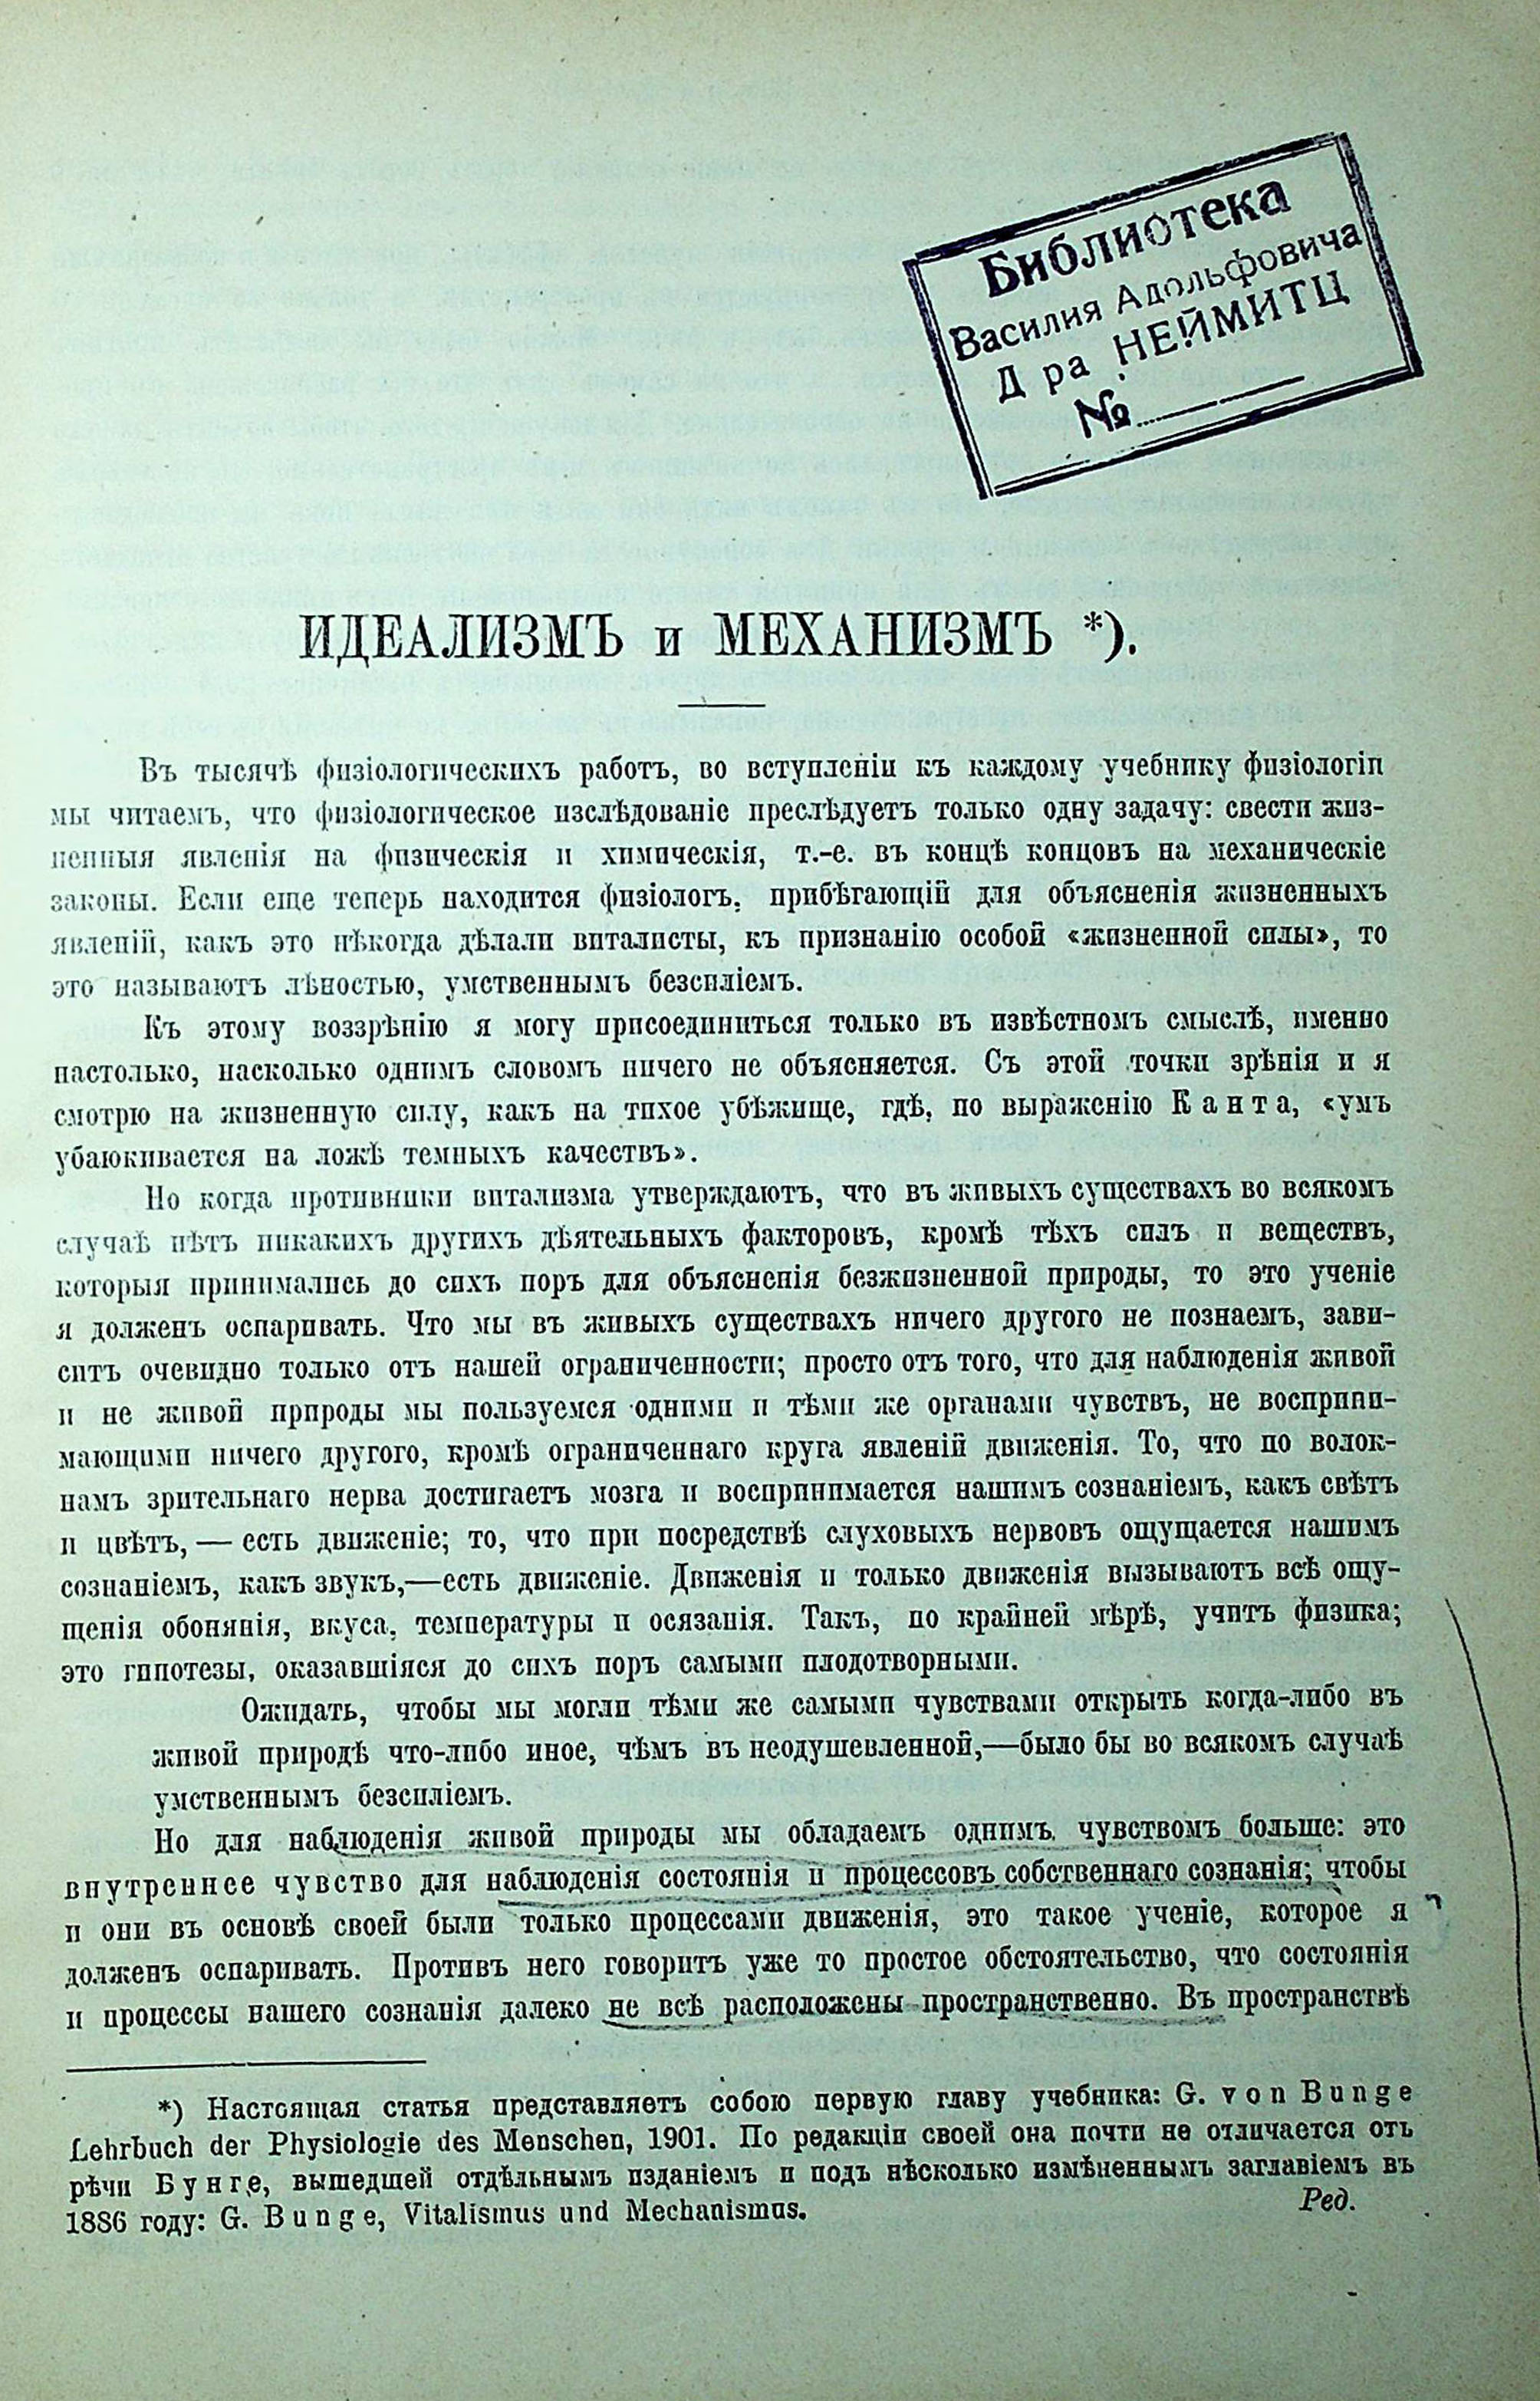 Библиотека
Василия Адольфовича
Д ра НЕЙМИТЦ
№
ИДЕАЛИЗМЪ и МЕХАНИЗМЪ *).
Въ тысячѣ физіологическихъ работъ, во вступленіи къ каждому учебнику физіологіи
мы читаемъ, что физіологическое изслѣдованіе преслѣдуетъ только одну задачу: свести жиз-
ненныя явленія на физическія и химическія, т.-е. въ концѣ концовъ на механическіе
законы. Если еще теперь находится физіологъ, прибѣгающій для объясненія жизненныхъ
явленій, какъ это нѣкогда дѣлали виталисты, къ признанію особой «жизненной силы», то
это называютъ лѣностью, умственнымъ безсиліемъ.
Къ этому воззрѣнію я могу присоединиться только въ извѣстномъ смыслѣ, именно
настолько, насколько однимъ словомъ ничего не объясняется. Съ этой точки зрѣнія и я
смотрю на жизненную силу, какъ на тихое убѣжище, гдѣ, по выраженію Канта, «умъ
убаюкивается на ложѣ темныхъ качествъ».
Но когда противники витализма утверждаютъ, что въ живыхъ существахъ во всякомъ
случаѣ нѣтъ никакихъ другихъ дѣятельныхъ факторовъ, кромѣ тѣхъ силъ и веществъ,
которыя принимались до сихъ поръ для объясненія безжизненной природы, то это ученіе
я долженъ оспаривать. Что мы въ живыхъ существахъ ничего другого не познаемъ, зави-
ситъ очевидно только отъ нашей ограниченности; просто отъ того, что для наблюденія живой
и не живой природы мы пользуемся одними и тѣми же органами чувствъ, не восприни-
мающими ничего другого, кромѣ ограниченнаго круга явленій движенія. То, что по волок-
намъ зрительнаго нерва достигаетъ мозга и воспринимается нашимъ сознаніемъ, какъ свѣтъ
и цвѣтъ, — есть движеніе; то, что при посредствѣ слуховыхъ нервовъ ощущается нашимъ
сознаніемъ, какъ звукъ,—есть движеніе. Движенія и только движенія вызываютъ всѣ ощу-
щенія обонянія, вкуса, температуры и осязанія. Такъ, по крайней мѣрѣ, учитъ физика;
это гипотезы, оказавшіяся до сихъ поръ самыми плодотворными.
Ожидать, чтобы мы могли тѣми же самыми чувствами открыть когда-либо въ
живой природѣ что-либо иное, чѣмъ въ неодушевленной,—было бы во всякомъ случаѣ
умственнымъ безсиліемъ.
Но для наблюденія живой природы мы обладаемъ однимъ чувствомъ больше: это
внутреннее чувство для наблюденія состоянія и процессовъ собственнаго сознанія; чтобы
и они въ основѣ своей были только процессами движенія, это такое ученіе, которое я
долженъ оспаривать. Противъ него говоритъ уже то простое обстоятельство, что состоянія
и процессы нашего сознанія далеко не всѣ расположены пространственно. Въ пространствѣ
*) Настоящая статья представляетъ собою первую главу учебника: G. von Bunge
Lehrbuch der Physiologie des Menschen, 1901. По редакціи своей она почти не отличается отъ
рѣчи Бунге, вышедшей отдѣльнымъ изданіемъ и подъ нѣсколько измѣненнымъ заглавіемъ въ
1886 году: G. Bunge, Vitalismus und Mechanismus.
Ред.